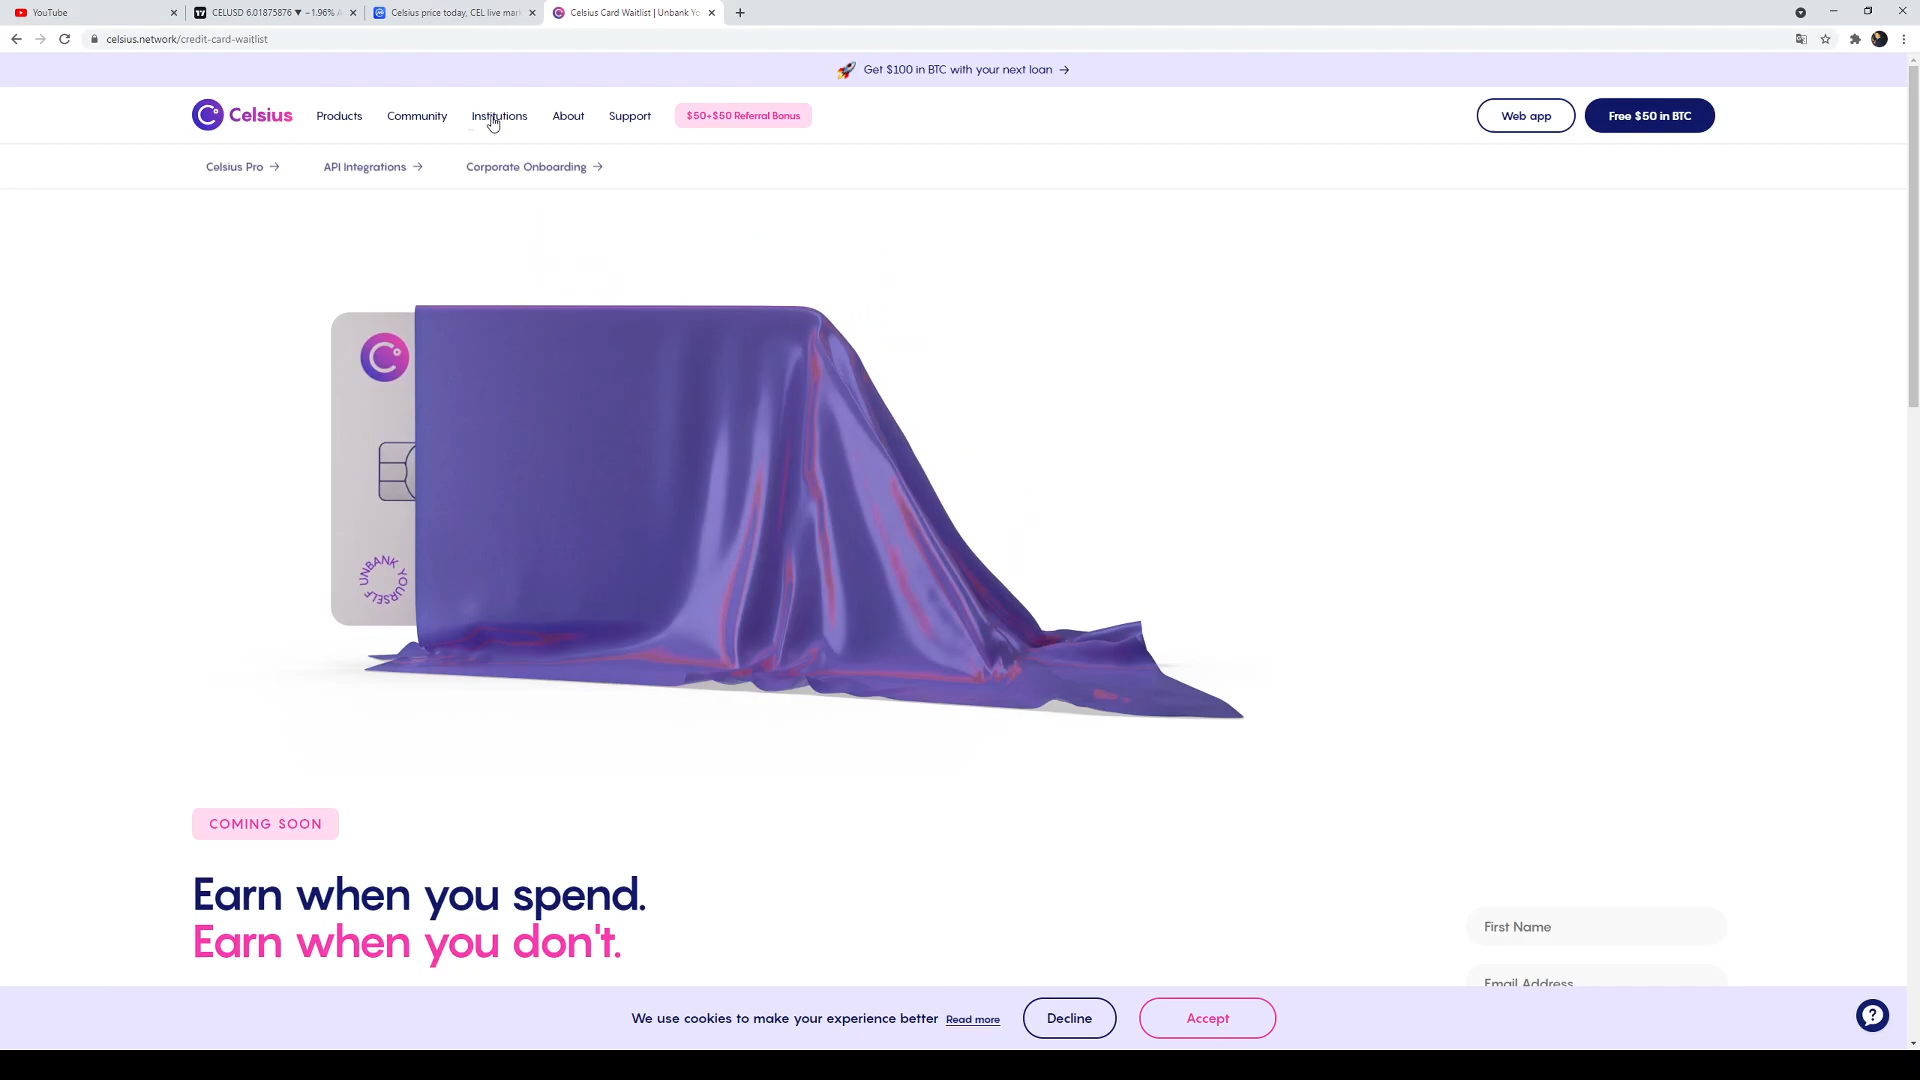 YouTube
CELUSD 6.01875876 ▼ −1.96%
Celsius price today, CEL live mar
Celsius Card Waitlist | Unbank Yo
celsius.network/credit-card-waitlist
🚀 Get $100 in BTC with your next loan →
Celsius
Products
Community
Institutions
About
Support
$50+$50 Referral Bonus
Web app
Free $50 in BTC
Celsius Pro →
API Integrations →
Corporate Onboarding →
UNBANK YOURSELF
COMING SOON
Earn when you spend.
Earn when you don't.
First Name
Email Address
We use cookies to make your experience better Read more
Decline
Accept